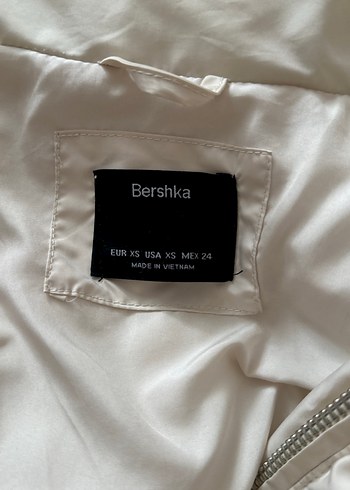 Bershka
EUR XS USA XS MEX 24
MADE IN VIETNAM